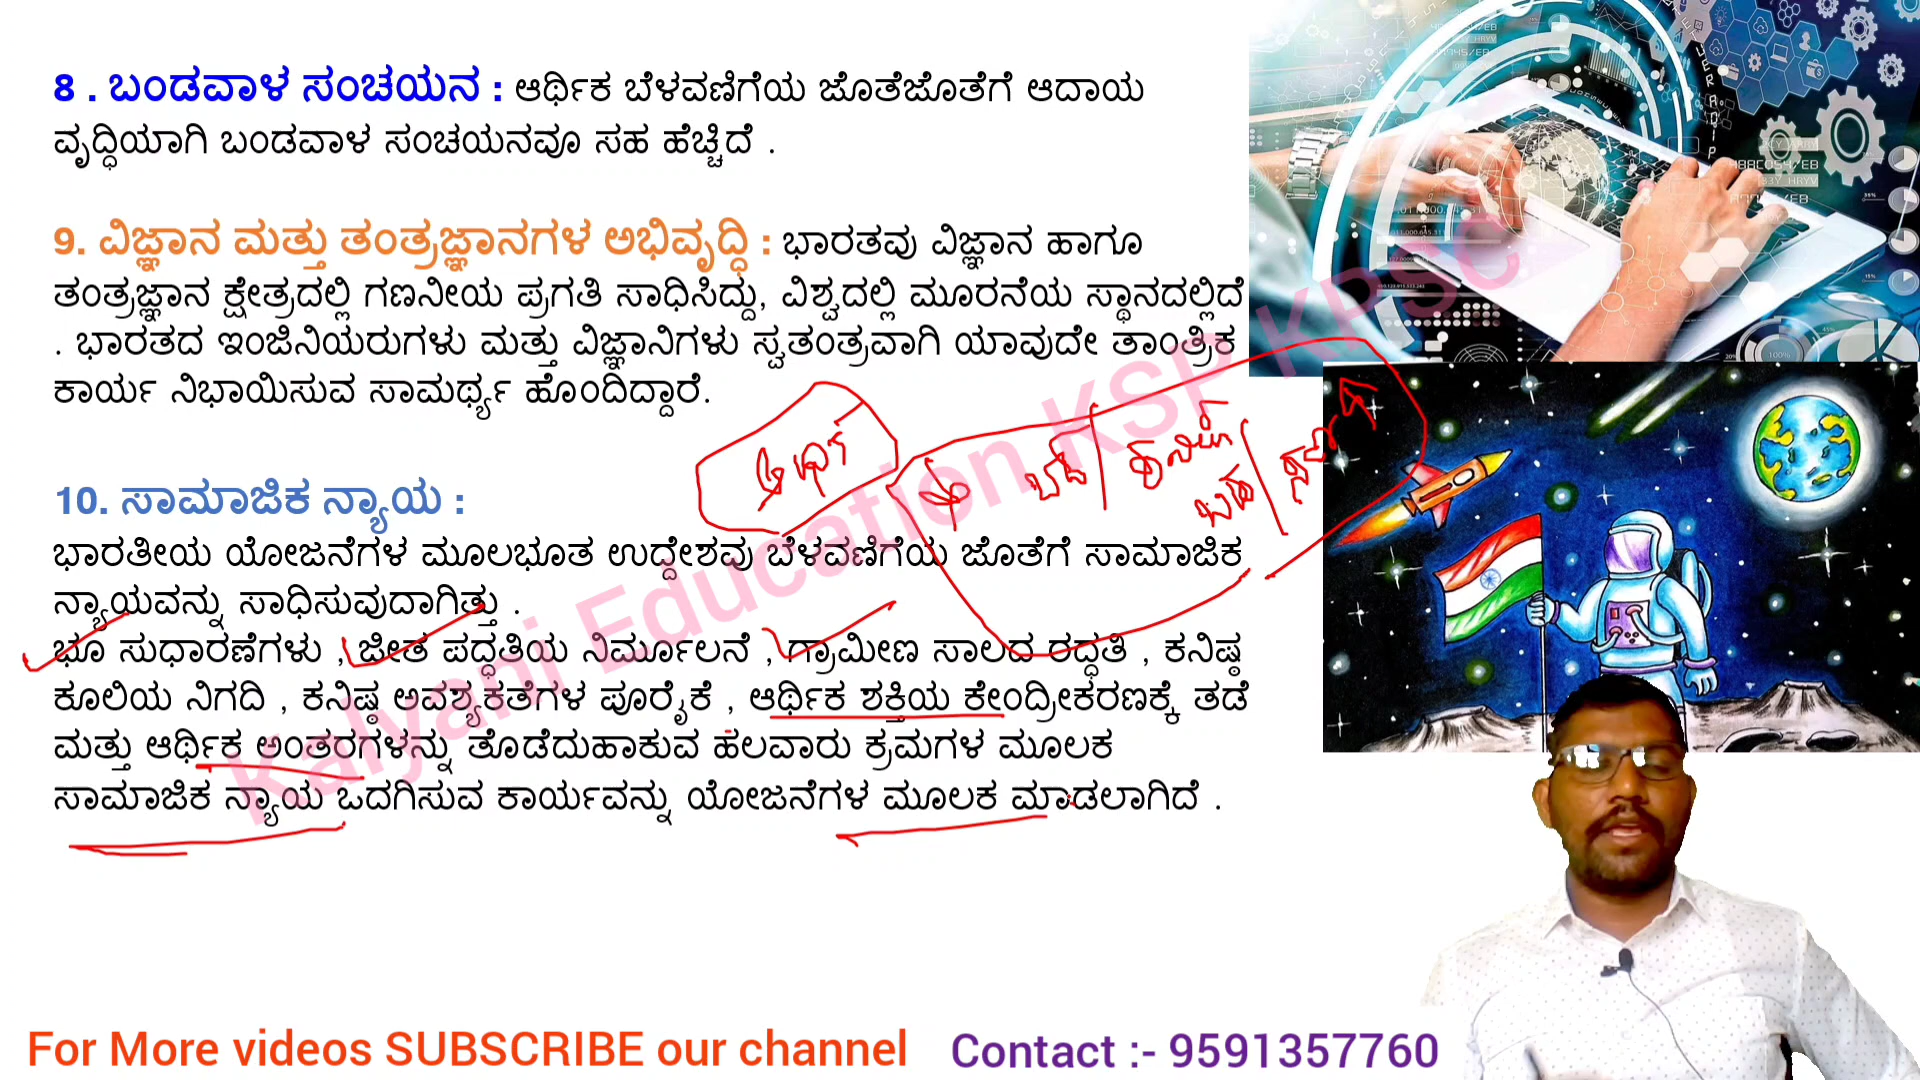 8 . ಬಂಡವಾಳ ಸಂಚಯನ : ಆರ್ಥಿಕ ಬೆಳವಣಿಗೆಯ ಜೊತೆಜೊತೆಗೆ ಆದಾಯ
ವೃದ್ಧಿಯಾಗಿ ಬಂಡವಾಳ ಸಂಚಯನವೂ ಸಹ ಹೆಚ್ಚಿದೆ .
9. ವಿಜ್ಞಾನ ಮತ್ತು ತಂತ್ರಜ್ಞಾನಗಳ ಅಭಿವೃದ್ಧಿ : ಭಾರತವು ವಿಜ್ಞಾನ ಹಾಗೂ
ತಂತ್ರಜ್ಞಾನ ಕ್ಷೇತ್ರದಲ್ಲಿ ಗಣನೀಯ ಪ್ರಗತಿ ಸಾಧಿಸಿದ್ದು, ವಿಶ್ವದಲ್ಲಿ ಮೂರನೆಯ ಸ್ಥಾನದಲ್ಲಿದೆ
. ಭಾರತದ ಇಂಜಿನಿಯರುಗಳು ಮತ್ತು ವಿಜ್ಞಾನಿಗಳು ಸ್ವತಂತ್ರವಾಗಿ ಯಾವುದೇ ತಾಂತ್ರಿಕ
ಕಾರ್ಯ ನಿಭಾಯಿಸುವ ಸಾಮರ್ಥ್ಯ ಹೊಂದಿದ್ದಾರೆ.
10. ಸಾಮಾಜಿಕ ನ್ಯಾಯ :
ಭಾರತೀಯ ಯೋಜನೆಗಳ ಮೂಲಭೂತ ಉದ್ದೇಶವು ಬೆಳವಣಿಗೆಯ ಜೊತೆಗೆ ಸಾಮಾಜಿಕ
ನ್ಯಾಯವನ್ನು ಸಾಧಿಸುವುದಾಗಿತ್ತು .
ಭೂ ಸುಧಾರಣೆಗಳು , ಜೀತ ಪದ್ಧತಿಯ ನಿರ್ಮೂಲನೆ , ಗ್ರಾಮೀಣ ಸಾಲದ ರದ್ಧತಿ , ಕನಿಷ್ಠ
ಕೂಲಿಯ ನಿಗದಿ , ಕನಿಷ್ಠ ಅವಶ್ಯಕತೆಗಳ ಪೂರೈಕೆ , ಆರ್ಥಿಕ ಶಕ್ತಿಯ ಕೇಂದ್ರೀಕರಣಕ್ಕೆ ತಡೆ
ಮತ್ತು ಆರ್ಥಿಕ ಅಂತರಗಳನ್ನು ತೊಡೆದುಹಾಕುವ ಹಲವಾರು ಕ್ರಮಗಳ ಮೂಲಕ
ಸಾಮಾಜಿಕ ನ್ಯಾಯ ಒದಗಿಸುವ ಕಾರ್ಯವನ್ನು ಯೋಜನೆಗಳ ಮೂಲಕ ಮಾಡಲಾಗಿದೆ .
Kalyani Education KSP KPSC
For More videos SUBSCRIBE our channel
Contact :- 9591357760